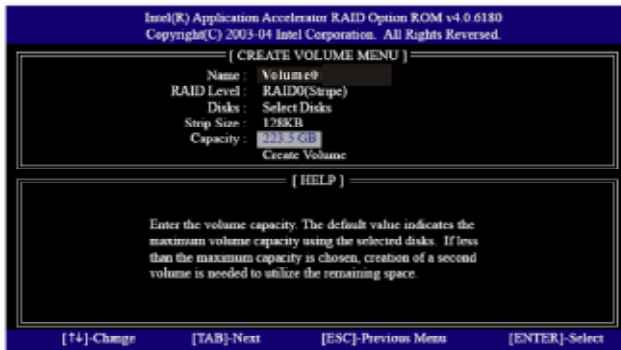 Intel(R) Application Accelerator RAID Option ROM v4.0.6180
Copyright(C) 2003-04 Intel Corporation. All Rights Reversed.
[ CREATE VOLUME MENU ]
Name : Volume0
RAID Level : RAID0(Stripe)
Disks : Select Disks
Strip Size : 128KB
Capacity : 223.5 GB
Create Volume
[ HELP ]
Enter the volume capacity. The default value indicates the
maximum volume capacity using the selected disks. If less
than the maximum capacity is chosen, creation of a second
volume is needed to utilize the remaining space.
[↑↓]-Change [TAB]-Next [ESC]-Previous Menu [ENTER]-Select